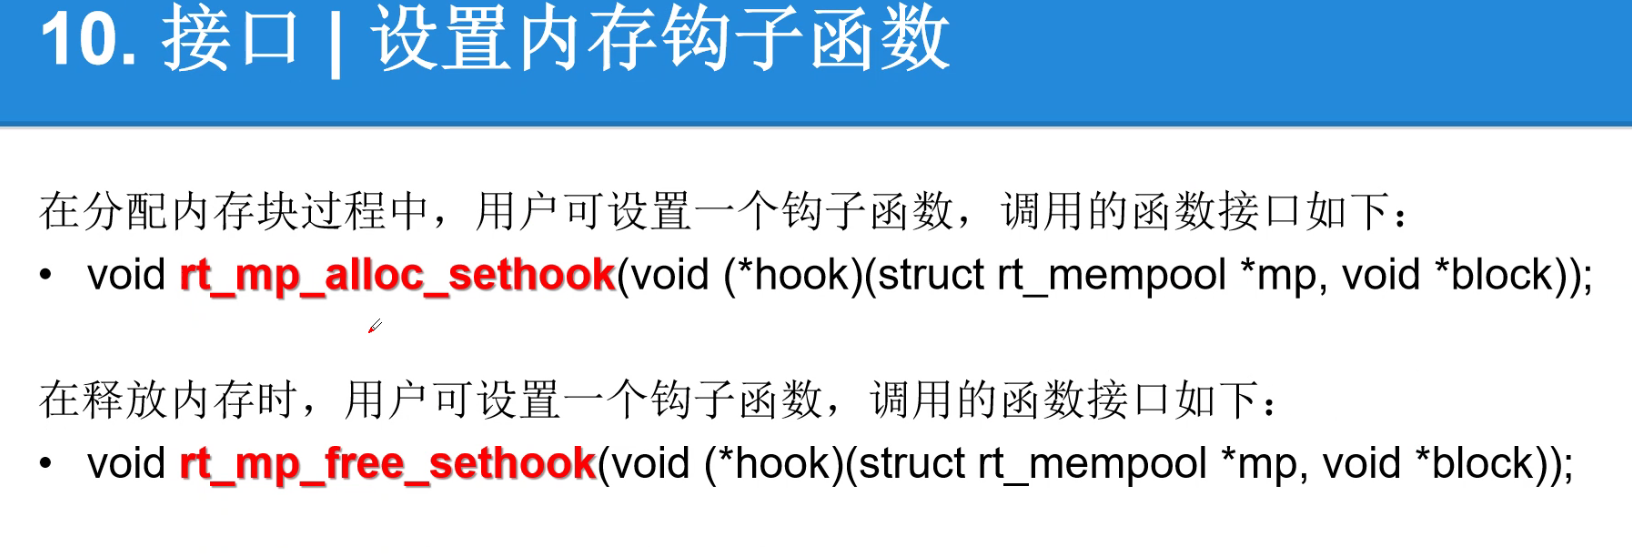 10. 接口 | 设置内存钩子函数
在分配内存块过程中，用户可设置一个钩子函数，调用的函数接口如下：
• void rt_mp_alloc_sethook(void (*hook)(struct rt_mempool *mp, void *block));
在释放内存时，用户可设置一个钩子函数，调用的函数接口如下：
• void rt_mp_free_sethook(void (*hook)(struct rt_mempool *mp, void *block));